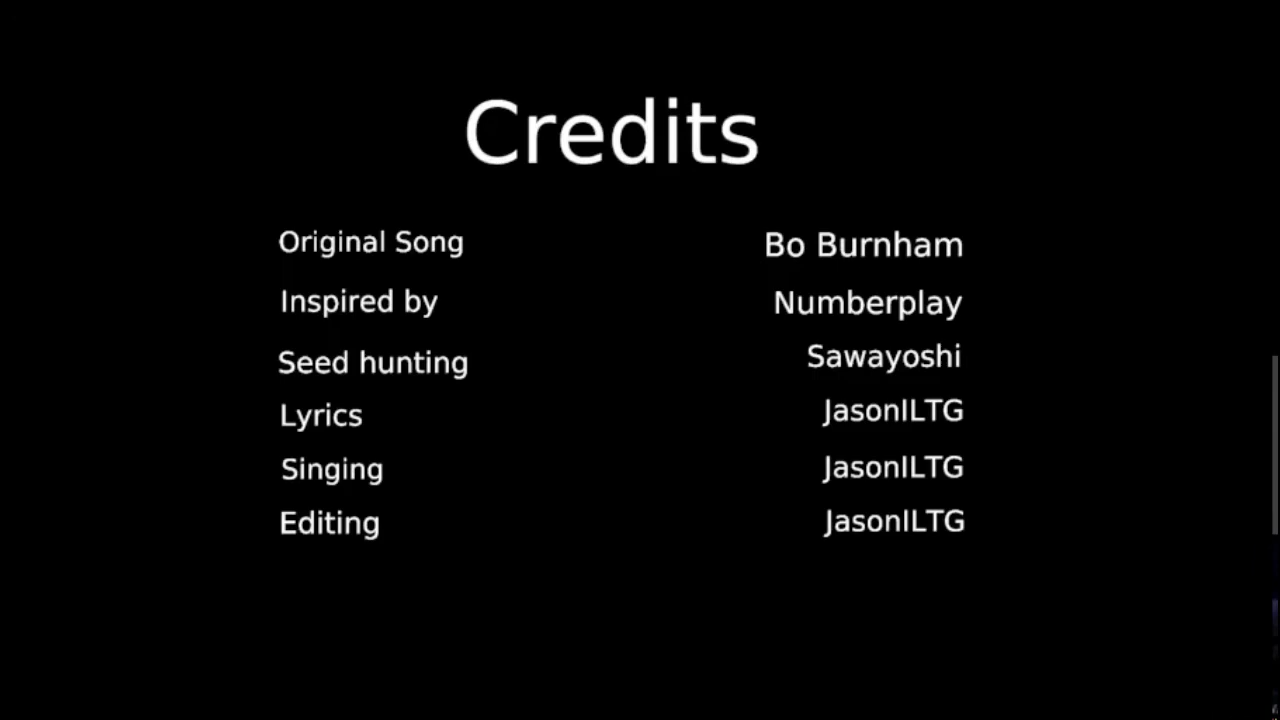 Credits
Original Song Bo Burnham
Inspired by Numberplay
Seed hunting Sawayoshi
Lyrics JasonILTG
Singing JasonILTG
Editing JasonILTG